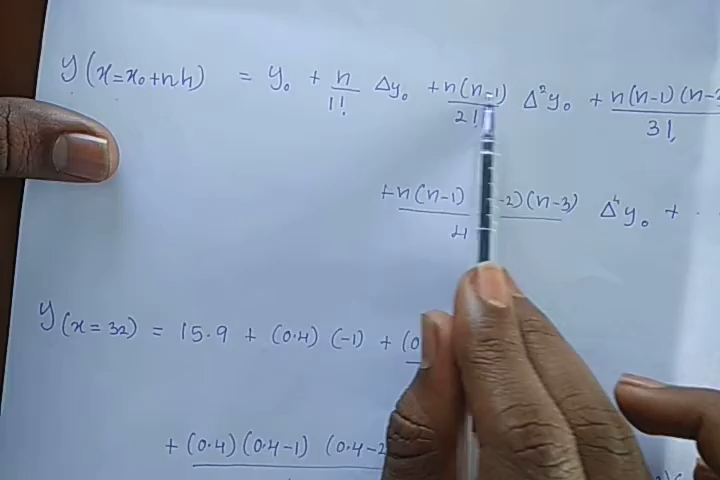 y(x=x₀+nh) = y₀ + n/1! Δy₀ + n(n-1)/2! Δ²y₀ + n(n-1)(n-2/3!
+n(n-1) -2)(n-3)/4 Δ⁴y₀ + ..
y(x=32) = 15.9 + (0.4) (-1) + (0
+ (0.4)(0.4-1) (0.4-2